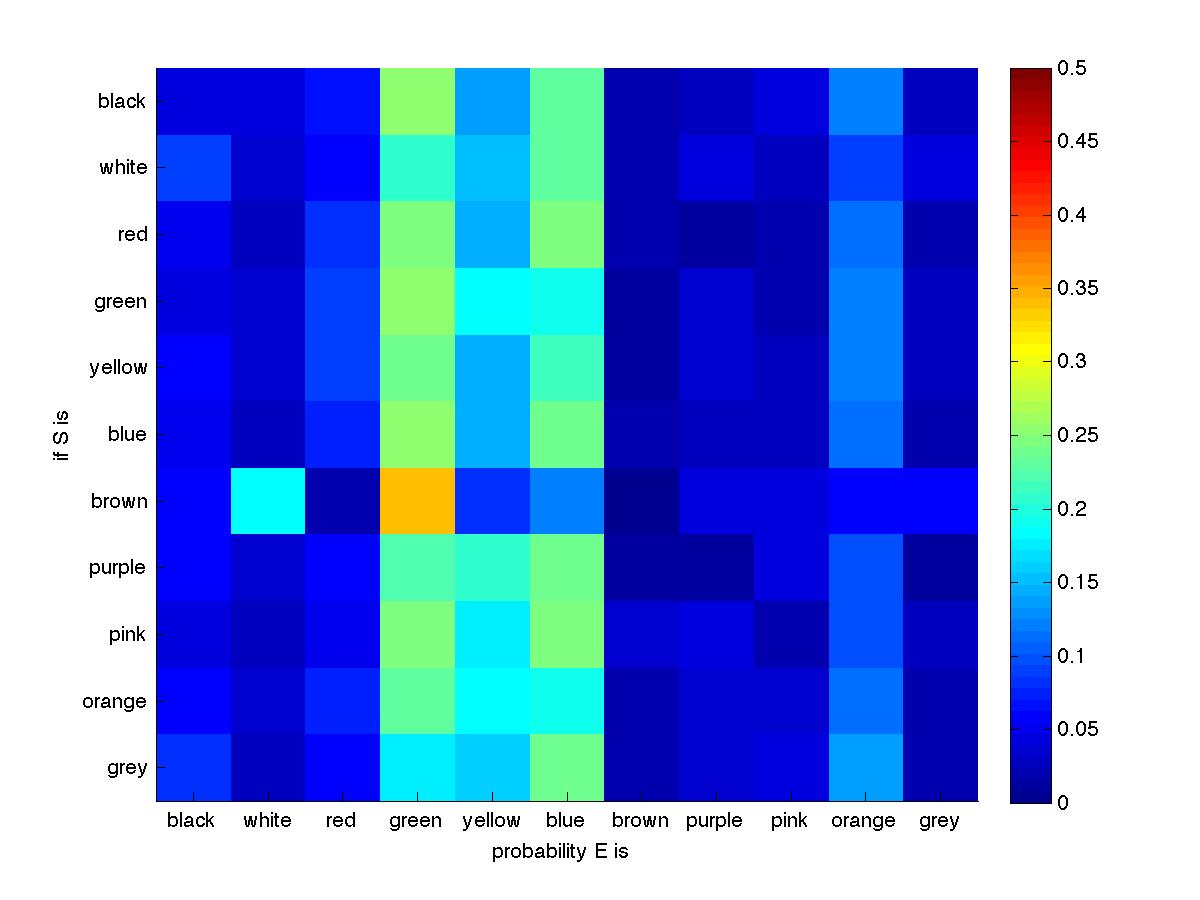 if S is
black
white
red
green
yellow
blue
brown
purple
pink
orange
grey
black white red green yellow blue brown purple pink orange grey
probability E is
0.5
0.45
0.4
0.35
0.3
0.25
0.2
0.15
0.1
0.05
0